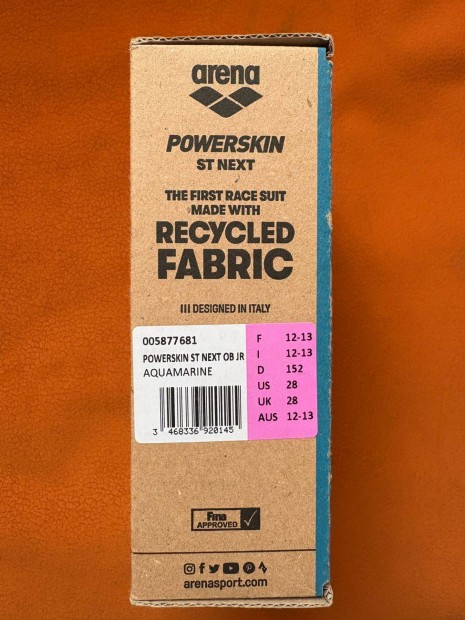 arena
POWERSKIN
ST NEXT
THE FIRST RACE SUIT
MADE WITH
RECYCLED
FABRIC
DESIGNED IN ITALY
005877681
POWERSKIN ST NEXT OB JR
AQUAMARINE
3 468336 920145
F 12-13
I 12-13
D 152
US 28
UK 28
AUS 12-13
Fina
APPROVED
arenasport.com